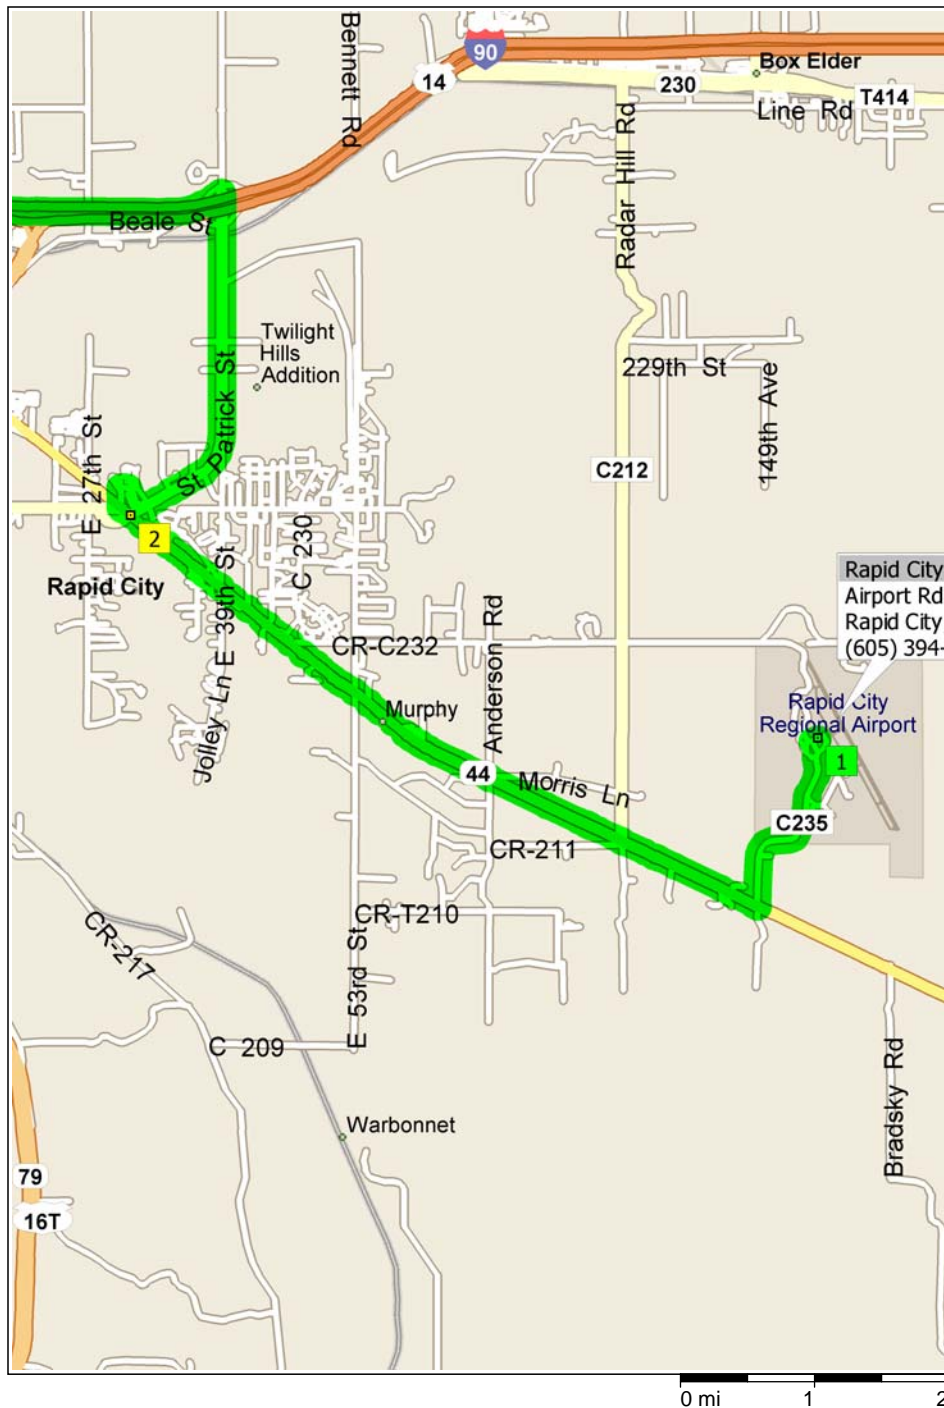 Bennett Rd
90
14
230
Box Elder
T414
Line Rd
Radar Hill Rd
Beale St
Twilight
Hills
Addition
St Patrick St
229th St
149th Ave
E 27th St
C212
2
C 230
Rapid City
E 39th St
Jolley Ln
CR-C232
Anderson Rd
Rapid City
Airport Rd
Rapid City
(605) 394-
Murphy
Rapid City
Regional Airport
1
44
Morris Ln
C235
CR-211
CR-T210
CR-217
E 53rd St
C 209
Bradsky Rd
Warbonnet
79
16T
0 mi 1 2